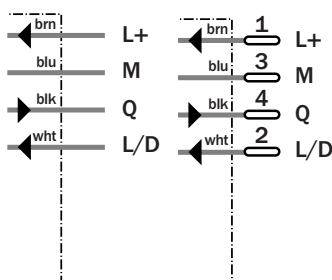 brn L+
blu M
blk Q
wht L/D
brn 1 L+
blu 3 M
blk 4 Q
wht 2 L/D